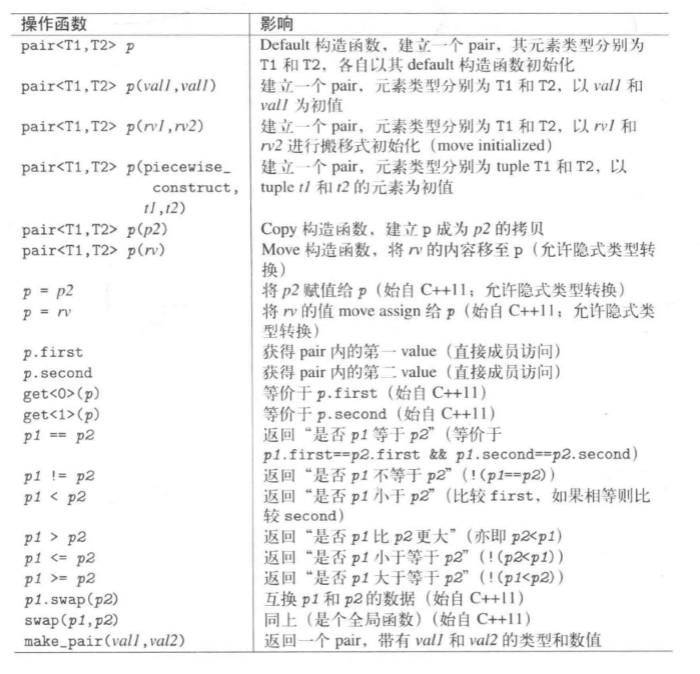 操作函数 影响
pair<T1,T2> p Default 构造函数，建立一个 pair，其元素类型分别为
T1 和 T2，各自以其 default 构造函数初始化
pair<T1,T2> p(val1,val1) 建立一个 pair，元素类型分别为 T1 和 T2，以 val1 和
val1 为初值
pair<T1,T2> p(rv1,rv2) 建立一个 pair，元素类型分别为 T1 和 T2，以 rv1 和
rv2 进行搬移式初始化（move initialized）
pair<T1,T2> p(piecewise_ 建立一个 pair，元素类型分别为 tuple T1 和 T2，以
construct, tuple t1 和 t2 的元素为初值
t1,t2)
pair<T1,T2> p(p2) Copy 构造函数，建立 p 成为 p2 的拷贝
pair<T1,T2> p(rv) Move 构造函数，将 rv 的内容移至 p（允许隐式类型转
换）
p = p2 将 p2 赋值给 p（始自 C++11；允许隐式类型转换）
p = rv 将 rv 的值 move assign 给 p（始自 C++11；允许隐式类
型转换）
p.first 获得 pair 内的第一 value（直接成员访问）
p.second 获得 pair 内的第二 value（直接成员访问）
get<0>(p) 等价于 p.first（始自 C++11）
get<1>(p) 等价于 p.second（始自 C++11）
p1 == p2 返回“是否 p1 等于 p2”（等价于
p1.first==p2.first && p1.second==p2.second）
p1 != p2 返回“是否 p1 不等于 p2”（!(p1==p2)）
p1 < p2 返回“是否 p1 小于 p2”（比较 first，如果相等则比
较 second）
p1 > p2 返回“是否 p1 比 p2 更大”（亦即 p2<p1）
p1 <= p2 返回“是否 p1 小于等于 p2”（!(p2<p1)）
p1 >= p2 返回“是否 p1 大于等于 p2”（!(p1<p2)）
p1.swap(p2) 互换 p1 和 p2 的数据（始自 C++11）
swap(p1,p2) 同上（是个全局函数）（始自 C++11）
make_pair(val1,val2) 返回一个 pair，带有 val1 和 val2 的类型和数值